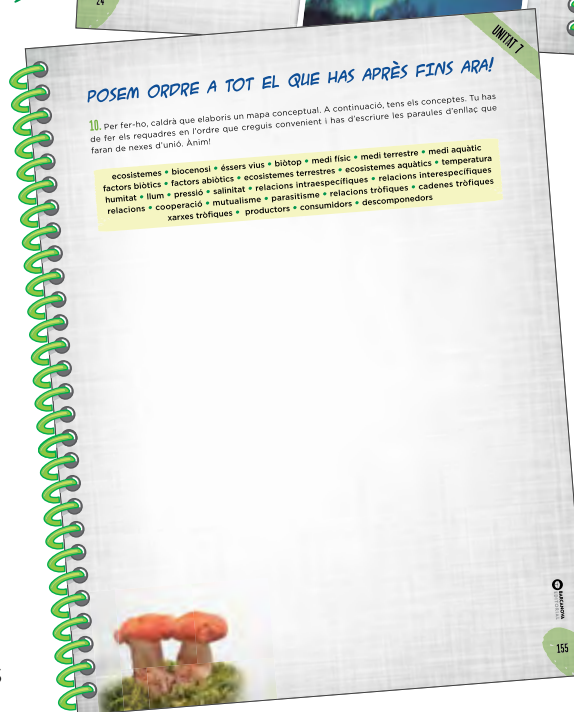 24
UNITAT 7
POSEM ORDRE A TOT EL QUE HAS APRÈS FINS ARA!
10. Per fer-ho, caldrà que elaboris un mapa conceptual. A continuació, tens els conceptes. Tu has
de fer els requadres en l'ordre que creguis convenient i has d'escriure les paraules d'enllaç que
faran de nexes d'unió. Ànim!
ecosistemes • biocenosi • éssers vius • biòtop • medi físic • medi terrestre • medi aquàtic
factors biòtics • factors abiòtics • ecosistemes terrestres • ecosistemes aquàtics • temperatura
humitat • llum • pressió • salinitat • relacions intraespecífiques • relacions interespecífiques
relacions • cooperació • mutualisme • parasitisme • relacions tròfiques • cadenes tròfiques
xarxes tròfiques • productors • consumidors • descomponedors
BARCANOVA
EDITORIAL
155